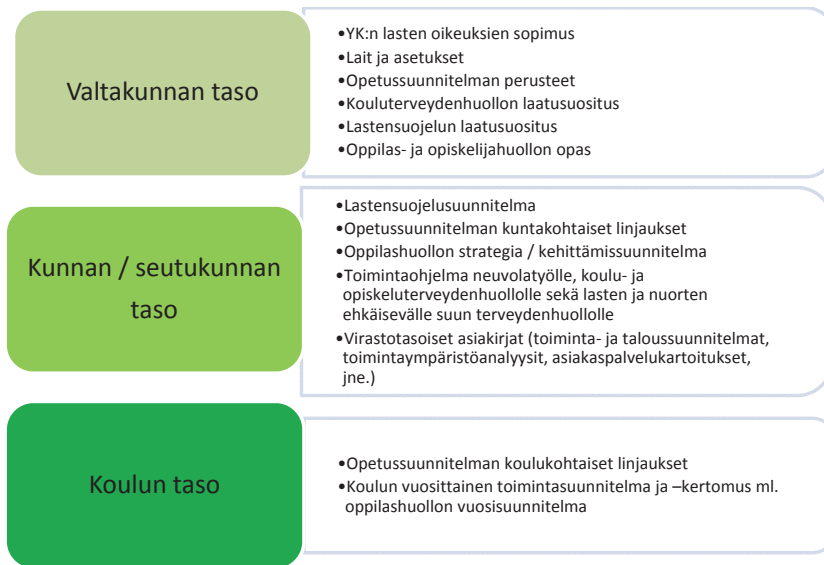 Valtakunnan taso
•YK:n lasten oikeuksien sopimus
•Lait ja asetukset
•Opetussuunnitelman perusteet
•Kouluterveydenhuollon laatusuositus
•Lastensuojelun laatusuositus
•Oppilas- ja opiskelijahuollon opas
Kunnan / seutukunnan
taso
•Lastensuojelusuunnitelma
•Opetussuunnitelman kuntakohtaiset linjaukset
•Oppilashuollon strategia / kehittämissuunnitelma
•Toimintaohjelma neuvolatyölle, koulu- ja
opiskeluterveydenhuollolle sekä lasten ja nuorten
ehkäisevälle suun terveydenhuollolle
•Virastotasoiset asiakirjat (toiminta- ja taloussuunnitelmat,
toimintaympäristöanalyysit, asiakaspalvelukartoitukset,
jne.)
Koulun taso
•Opetussuunnitelman koulukohtaiset linjaukset
•Koulun vuosittainen toimintasuunnitelma ja –kertomus ml.
oppilashuollon vuosisuunnitelma